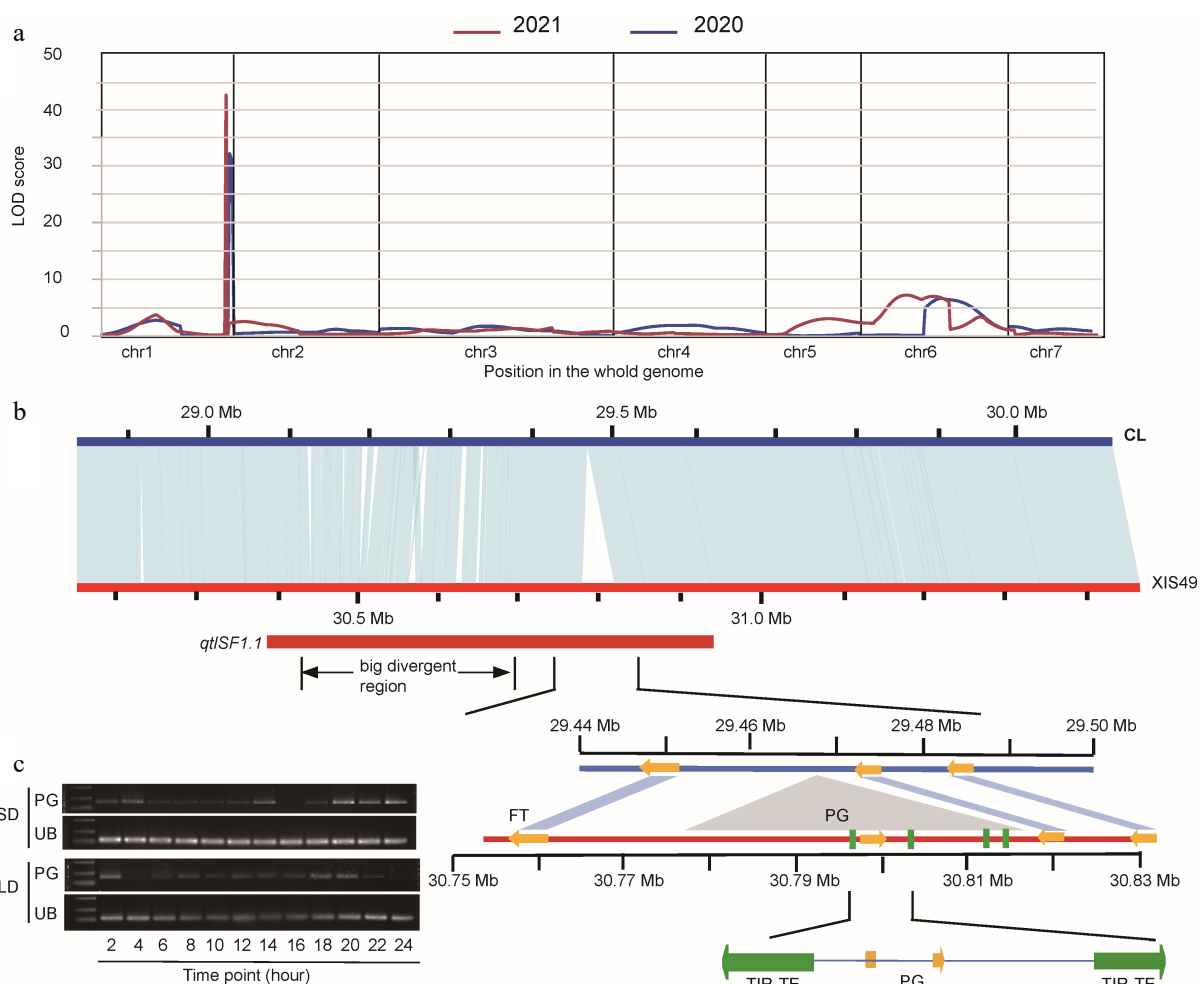 a
2021 2020
50
40
30
20
10
0
LOD score
chr1 chr2 chr3 chr4 chr5 chr6 chr7
Position in the whold genome
b
29.0 Mb 29.5 Mb 30.0 Mb
CL
XIS49
30.5 Mb 31.0 Mb
qtlSF1.1
big divergent
region
29.44 Mb 29.46 Mb 29.48 Mb 29.50 Mb
FT PG
30.75 Mb 30.77 Mb 30.79 Mb 30.81 Mb 30.83 Mb
TIR-TE PG TIR-TE
c
SD PG
UB
LD PG
UB
2 4 6 8 10 12 14 16 18 20 22 24
Time point (hour)